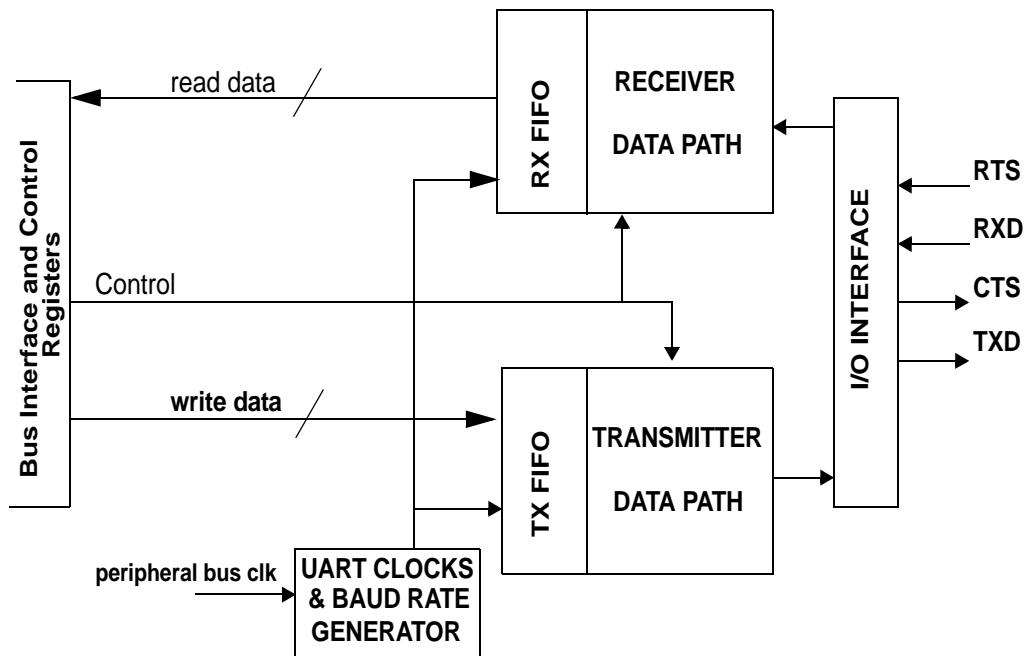 read data
RX FIFO
RECEIVER
DATA PATH
Bus Interface and Control
Registers
Control
write data
TX FIFO
TRANSMITTER
DATA PATH
I/O INTERFACE
RTS
RXD
CTS
TXD
peripheral bus clk
UART CLOCKS
& BAUD RATE
GENERATOR